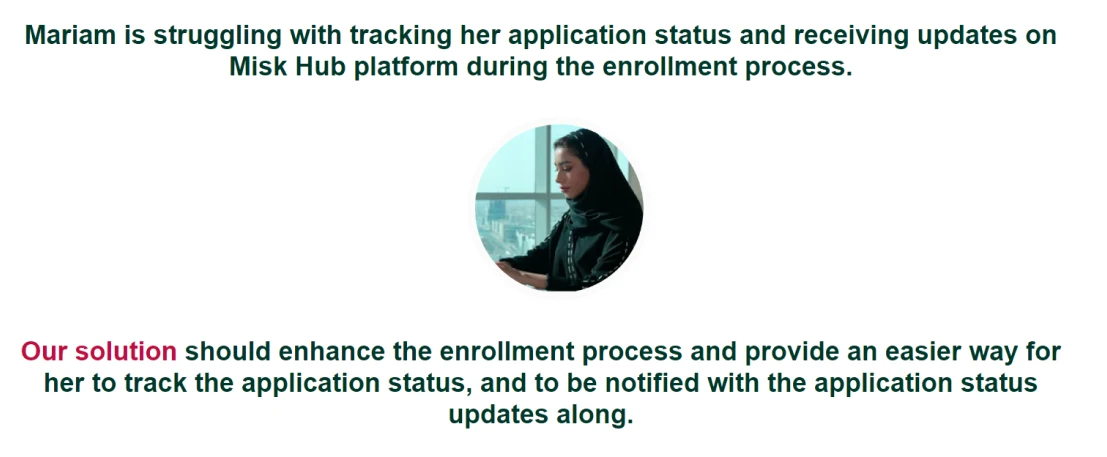 Mariam is struggling with tracking her application status and receiving updates on
Misk Hub platform during the enrollment process.
Our solution should enhance the enrollment process and provide an easier way for
her to track the application status, and to be notified with the application status
updates along.